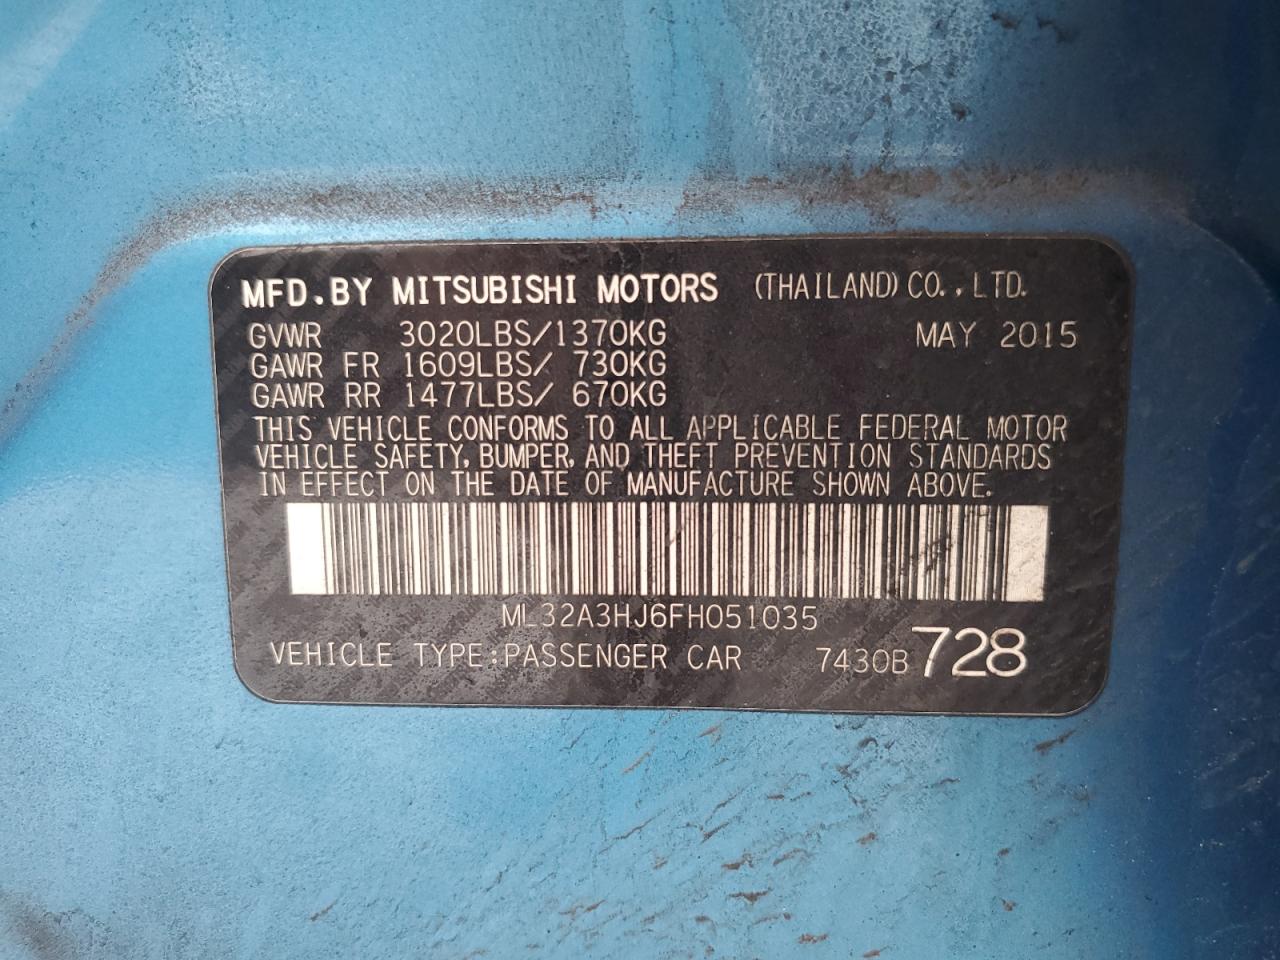 MFD.BY MITSUBISHI MOTORS (THAILAND) CO.,LTD.
GVWR 3020LBS/1370KG MAY 2015
GAWR FR 1609LBS/ 730KG
GAWR RR 1477LBS/ 670KG
THIS VEHICLE CONFORMS TO ALL APPLICABLE FEDERAL MOTOR
VEHICLE SAFETY, BUMPER, AND THEFT PREVENTION STANDARDS
IN EFFECT ON THE DATE OF MANUFACTURE SHOWN ABOVE.
ML32A3HJ6FH051035
VEHICLE TYPE:PASSENGER CAR 7430B 728